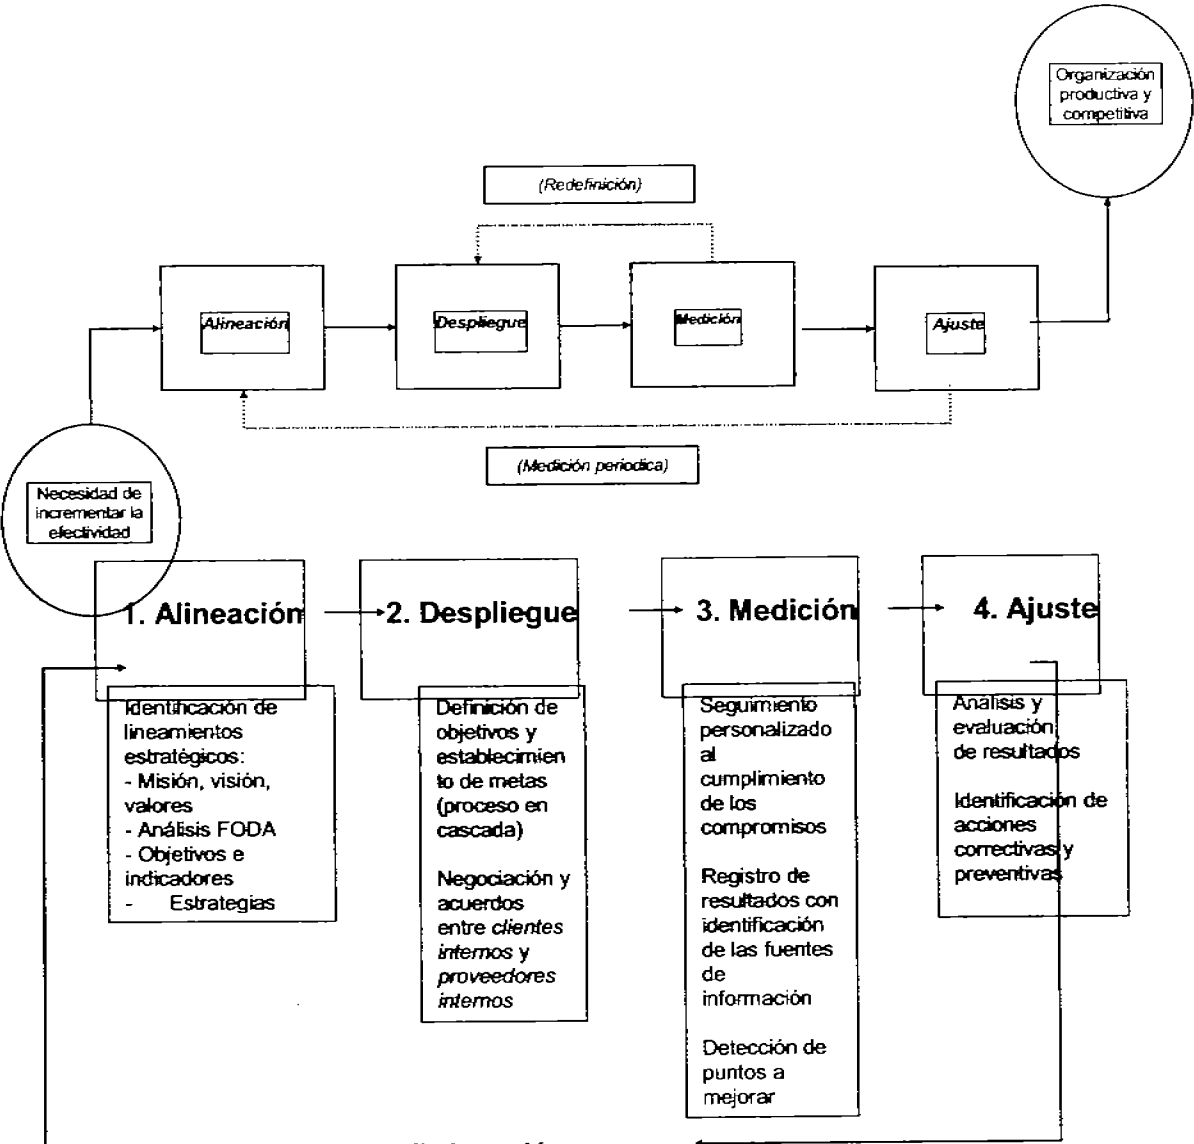 Organización
productiva y
competitiva
(Redefinición)
Alineación
Despliegue
Medición
Ajuste
(Medición periodica)
Necesidad de
incrementar la
efectividad
1. Alineación
2. Despliegue
3. Medición
4. Ajuste
Identificación de
lineamientos
estratégicos:
- Misión, visión,
valores
- Análisis FODA
- Objetivos e
indicadores
- Estrategias
Definición de
objetivos y
establecimien
to de metas
(proceso en
cascada)
Negociación y
acuerdos
entre clientes
internos y
proveedores
internos
Seguimiento
personalizado
al
cumplimiento
de los
compromisos
Registro de
resultados con
identificación
de las fuentes
de
información
Detección de
puntos a
mejorar
Análisis y
evaluación
de resultados
Identificación de
acciones
correctivas y
preventivas